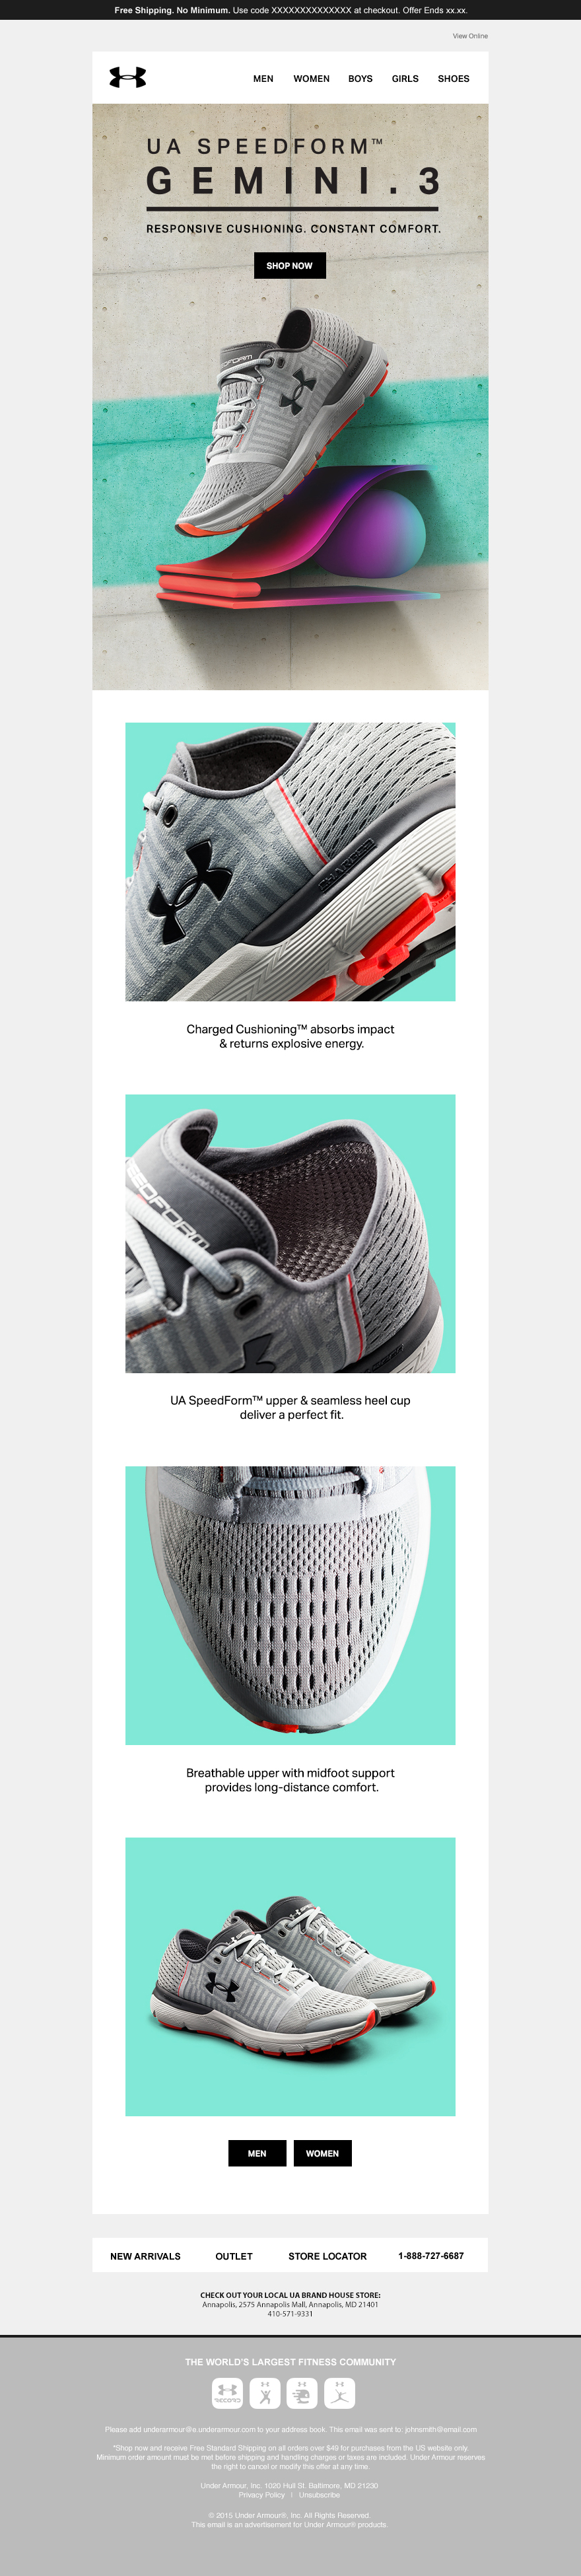 Free Shipping. No Minimum. Use code XXXXXXXXXXXXXX at checkout. Offer Ends xx.xx.
View Online
MEN WOMEN BOYS GIRLS SHOES
UA SPEEDFORM™
GEMINI.3
RESPONSIVE CUSHIONING. CONSTANT COMFORT.
SHOP NOW
CHARGED
Charged Cushioning™ absorbs impact
& returns explosive energy.
UA SpeedForm™ upper & seamless heel cup
deliver a perfect fit.
Breathable upper with midfoot support
provides long-distance comfort.
MEN WOMEN
NEW ARRIVALS OUTLET STORE LOCATOR 1-888-727-6687
CHECK OUT YOUR LOCAL UA BRAND HOUSE STORE:
Annapolis, 2575 Annapolis Mall, Annapolis, MD 21401
410-571-9331
THE WORLD'S LARGEST FITNESS COMMUNITY
RECORD
Please add underarmour@e.underarmour.com to your address book. This email was sent to: johnsmith@email.com
*Shop now and receive Free Standard Shipping on all orders over $49 for purchases from the US website only.
Minimum order amount must be met before shipping and handling charges or taxes are included. Under Armour reserves
the right to cancel or modify this offer at any time.
Under Armour, Inc. 1020 Hull St. Baltimore, MD 21230
Privacy Policy | Unsubscribe
© 2015 Under Armour®, Inc. All Rights Reserved.
This email is an advertisement for Under Armour® products.